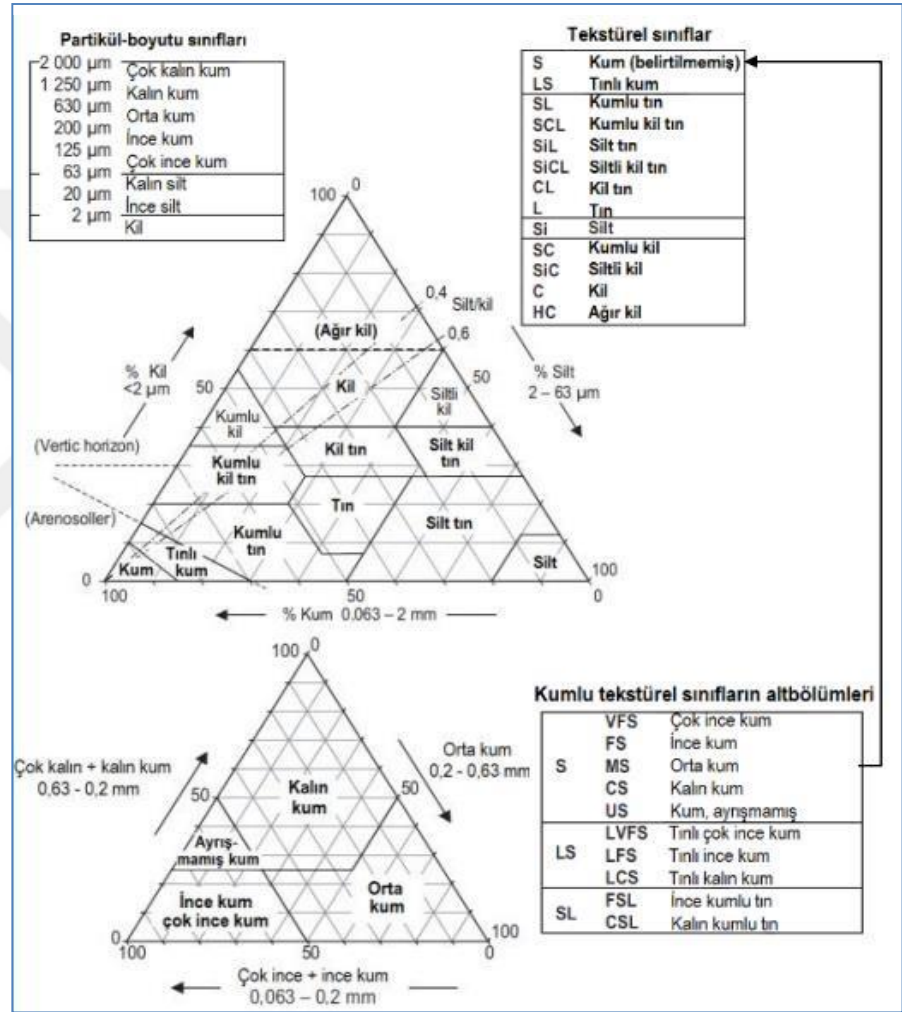 Partikül-boyutu sınıfları
2 000 µm
Çok kalın kum
1 250 µm
Kalın kum
630 µm
Orta kum
200 µm
İnce kum
125 µm
Çok ince kum
63 µm
Kalın silt
20 µm
İnce silt
2 µm
Kil
Tekstürel sınıflar
S Kum (belirtilmemiş)
LS Tınlı kum
SL Kumlu tın
SCL Kumlu kil tın
SiL Silt tın
SiCL Siltli kil tın
CL Kil tın
L Tın
Si Silt
SC Kumlu kil
SiC Siltli kil
C Kil
HC Ağır kil
100 0
0,4
Silt/kil
0,6
(Ağır kil)
% Kil
<2 µm
50
Kil
Siltli
kil
50
% Silt
2 – 63 µm
Kumlu
kil
(Vertic horizon)
Kumlu
kil tın
Kil tın
Silt kil
tın
(Arenosoller)
Kumlu
tın
Tın
Silt tın
Kum
Tınlı
kum
Silt
0
100
50
100
0
% Kum 0,063 – 2 mm
100 0
Çok kalın + kalın kum
0,63 - 0,2 mm
Orta kum
0,2 - 0,63 mm
50
Kalın
kum
50
Ayrış-
mamış kum
İnce kum
çok ince kum
Orta
kum
0
100
50
100
0
Çok ince + ince kum
0,063 – 0,2 mm
Kumlu tekstürel sınıfların altbölümleri
VFS Çok ince kum
FS İnce kum
S MS Orta kum
CS Kalın kum
US Kum, ayrışmamış
LVFS Tınlı çok ince kum
LS LFS Tınlı ince kum
LCS Tınlı kalın kum
SL FSL İnce kumlu tın
CSL Kalın kumlu tın